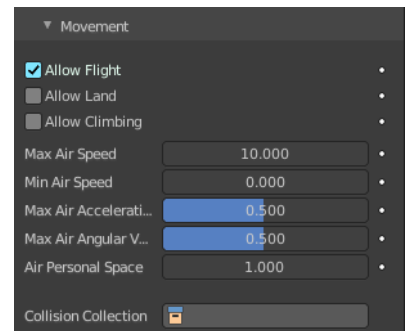 Movement
Allow Flight
Allow Land
Allow Climbing
Max Air Speed 10.000
Min Air Speed 0.000
Max Air Accelerati... 0.500
Max Air Angular V... 0.500
Air Personal Space 1.000
Collision Collection